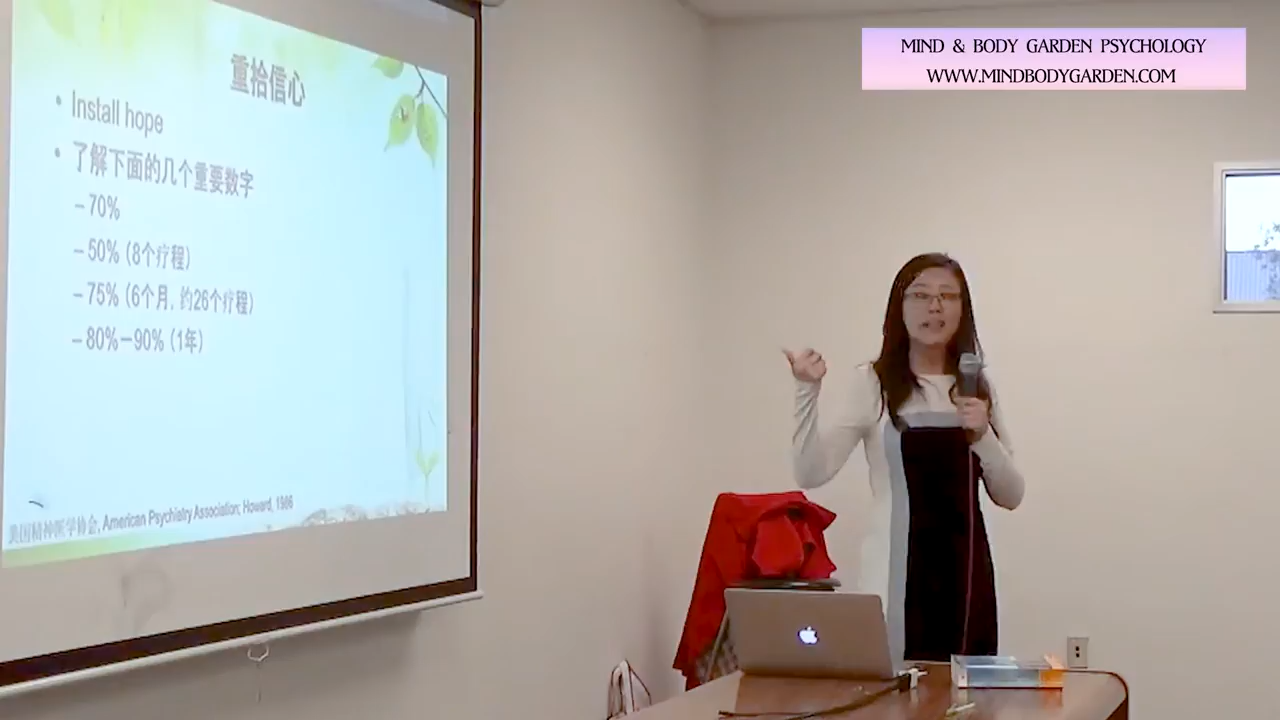 MIND & BODY GARDEN PSYCHOLOGY
WWW.MINDBODYGARDEN.COM
重拾信心
• Install hope
• 了解下面的几个重要数字
– 70%
– 50% (8个疗程)
– 75% (6个月, 约26个疗程)
– 80%－90% (1年)
美国精神医学协会, American Psychiatry Association; Howard, 1986